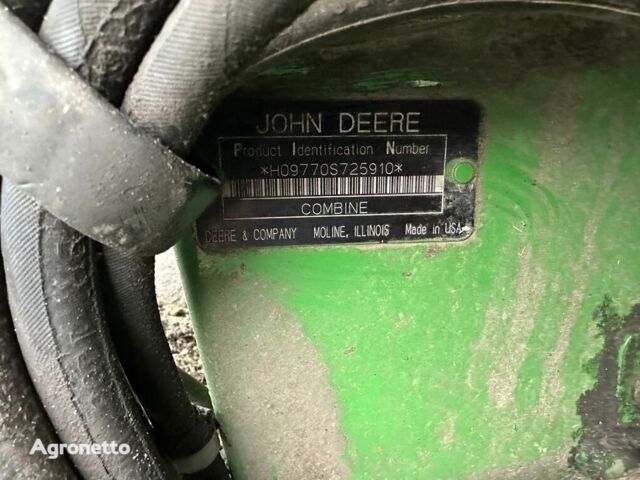 JOHN DEERE
Product Identification Number
*H09770S725910*
COMBINE
DEERE & COMPANY MOLINE, ILLINOIS Made in USA
Agronetto